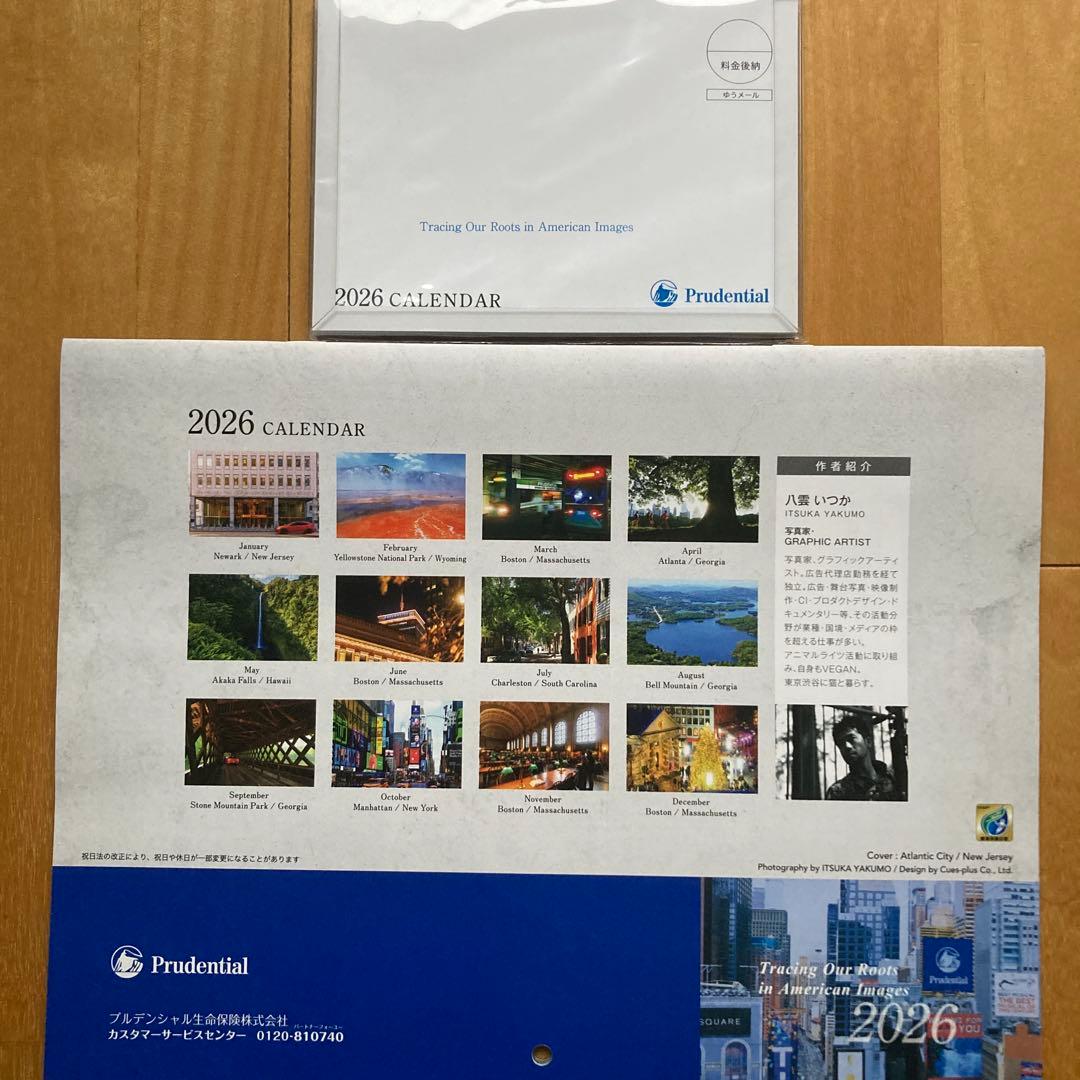 料金後納
ゆうメール
Tracing Our Roots in American Images
2026 CALENDAR
Prudential
2026 CALENDAR
January
Newark / New Jersey
February
Yellowstone National Park / Wyoming
March
Boston / Massachusetts
April
Atlanta / Georgia
May
Akaka Falls / Hawaii
June
Boston / Massachusetts
July
Charleston / South Carolina
August
Bell Mountain / Georgia
September
Stone Mountain Park / Georgia
October
Manhattan / New York
November
Boston / Massachusetts
December
Boston / Massachusetts
作者紹介
八雲 いつか
ITSUKA YAKUMO
写真家・
GRAPHIC ARTIST
写真家、グラフィックアーティ
スト。広告代理店勤務を経て
独立。広告・舞台写真・映像制
作・CI・プロダクトデザイン・ド
キュメンタリー等、その活動分
野が業種・国境・メディアの枠
を超える仕事が多い。
アニマルライツ活動に取り組
み、自身もVEGAN。
東京渋谷に猫と暮らす。
祝日法の改正により、祝日や休日が一部変更になることがあります
Cover : Atlantic City / New Jersey
Photography by ITSUKA YAKUMO / Design by Cues-plus Co., Ltd.
Prudential
プルデンシャル生命保険株式会社
パートナーフォーユー
カスタマーサービスセンター 0120-810740
Tracing Our Roots
in American Images
2026
Prudential
SQUARE
THE BEST
YOU